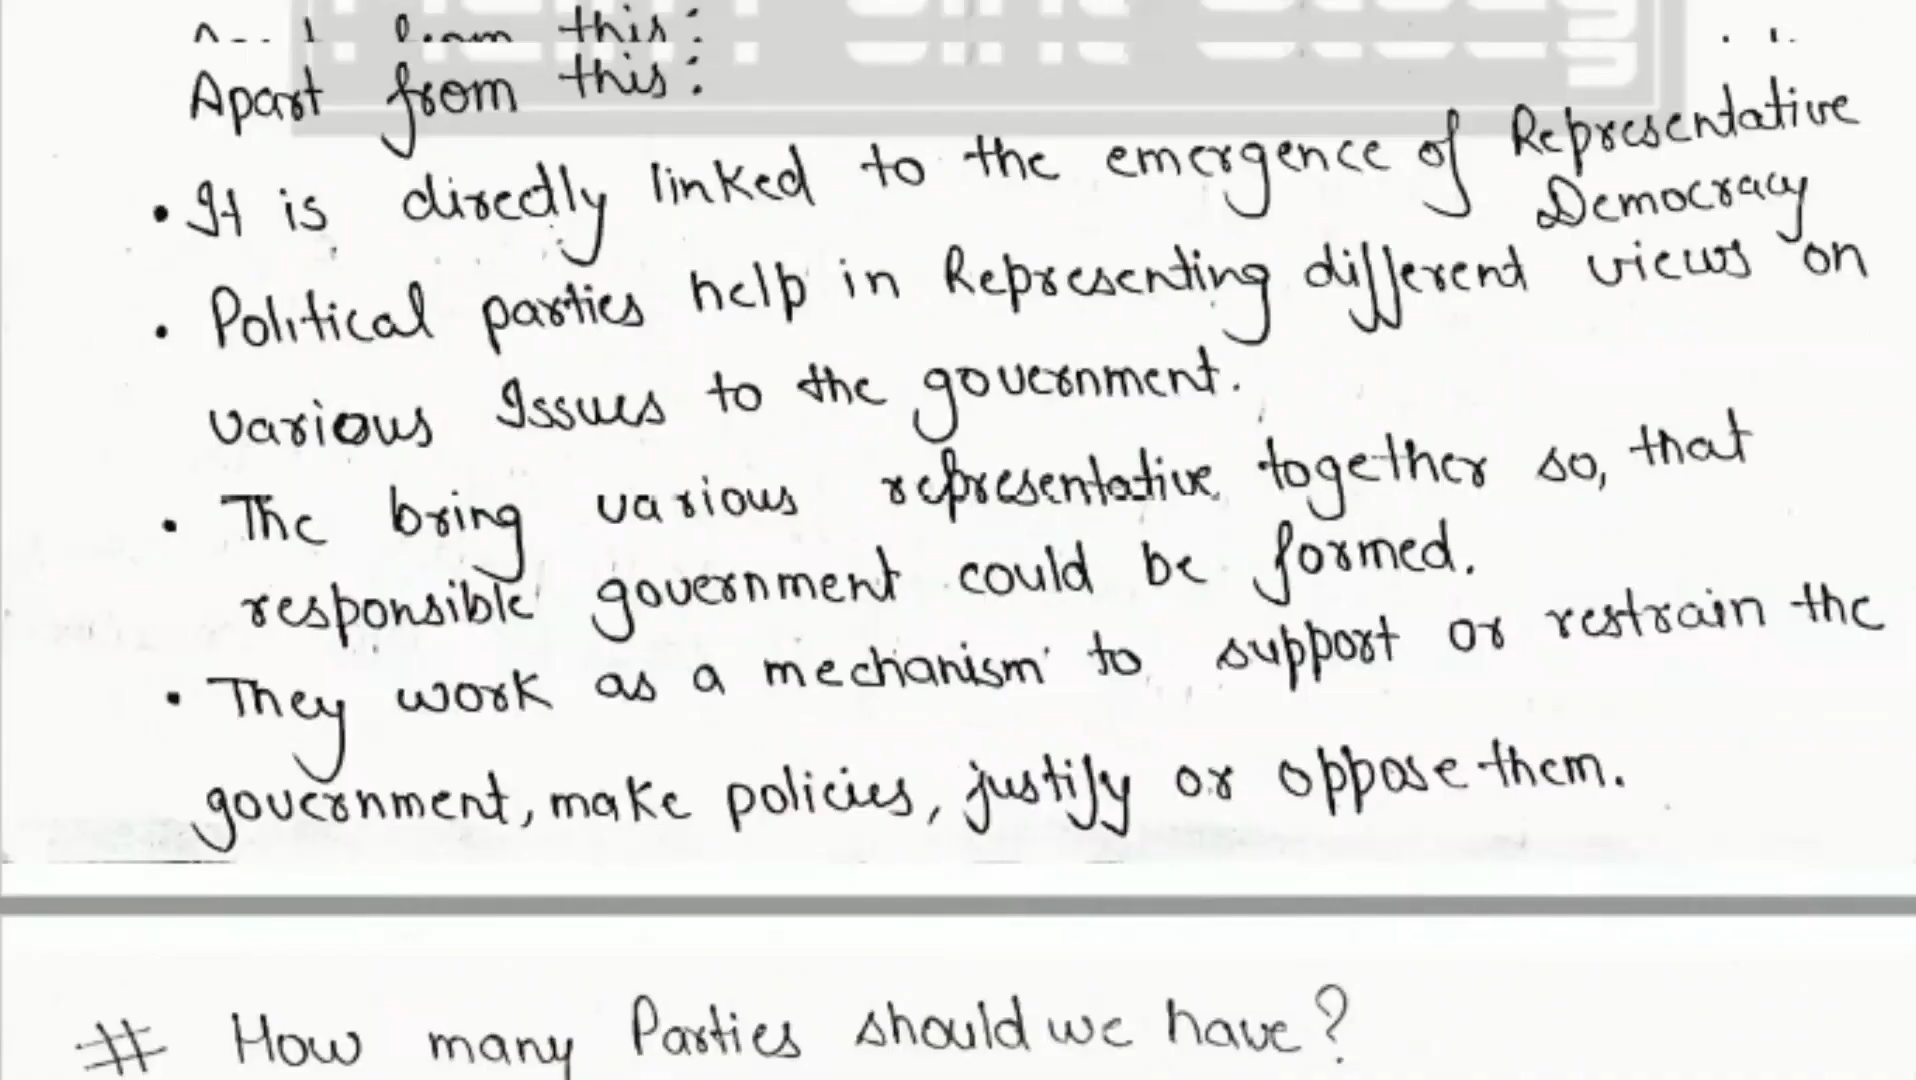 Apart from this:
• It is directly linked to the emergence of Representative
Democracy
• Political parties help in Representing different views on
various Issues to the government.
• The bring various representative together so, that
responsible government could be formed.
• They work as a mechanism to support or restrain the
government, make policies, justify or oppose them.
# How many Parties should we have?